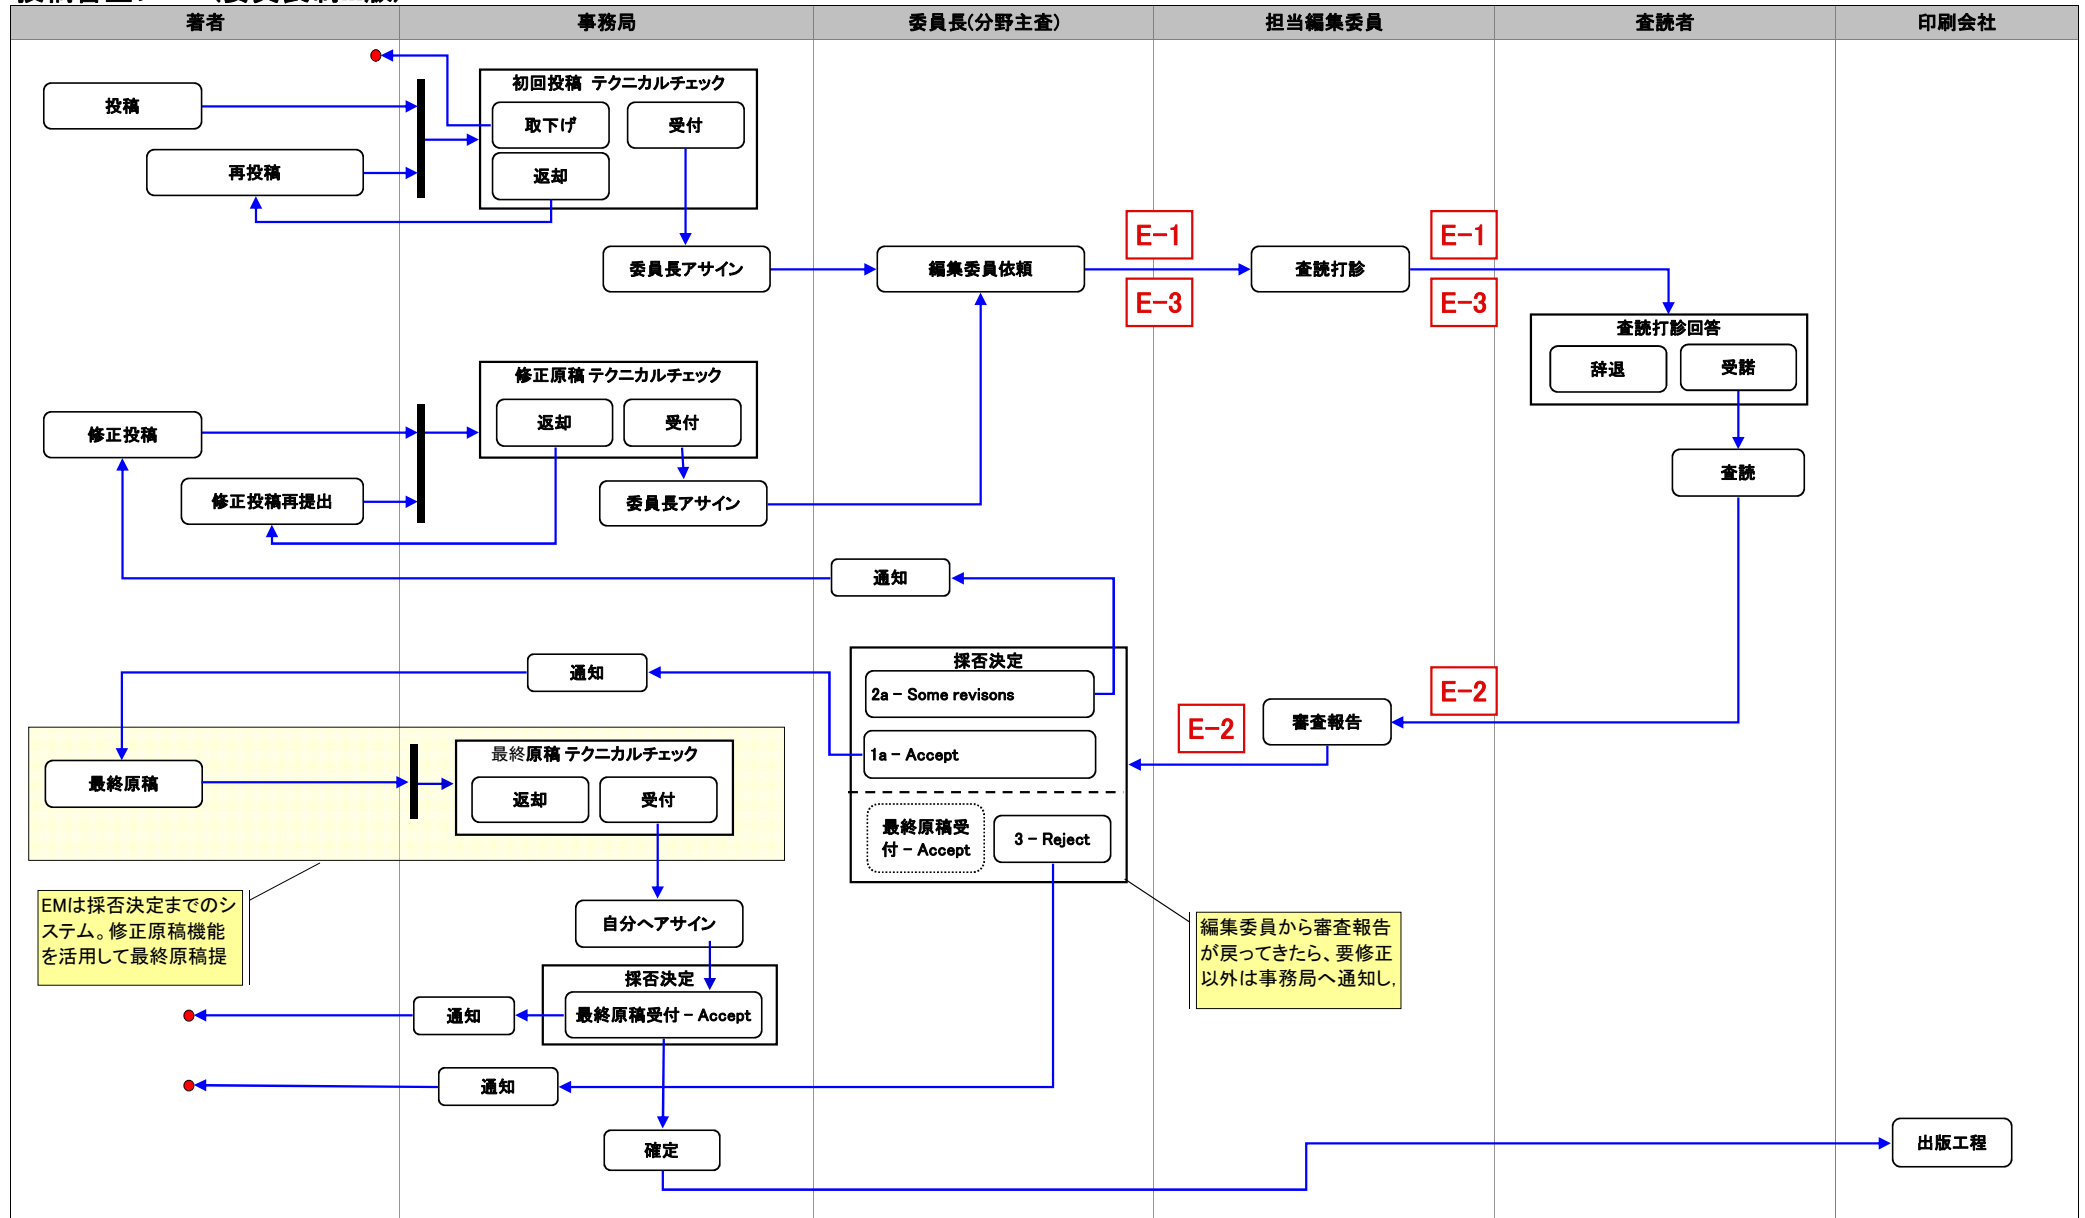 著者
事務局
委員長(分野主査)
担当編集委員
査読者
印刷会社
初回投稿 テクニカルチェック
投稿
取下げ
受付
再投稿
返却
E-1
E-1
委員長アサイン
編集委員依頼
査読打診
E-3
E-3
査読打診回答
辞退
受諾
修正原稿 テクニカルチェック
返却
受付
修正投稿
査読
修正投稿再提出
委員長アサイン
通知
採否決定
通知
2a - Some revisons
E-2
審査報告
E-2
1a - Accept
最終原稿 テクニカルチェック
最終原稿
返却
受付
最終原稿受
付 - Accept
3 - Reject
EMは採否決定までのシ
ステム。修正原稿機能
を活用して最終原稿提
自分へアサイン
編集委員から審査報告
が戻ってきたら、要修正
以外は事務局へ通知し,
採否決定
通知
最終原稿受付 - Accept
通知
確定
出版工程